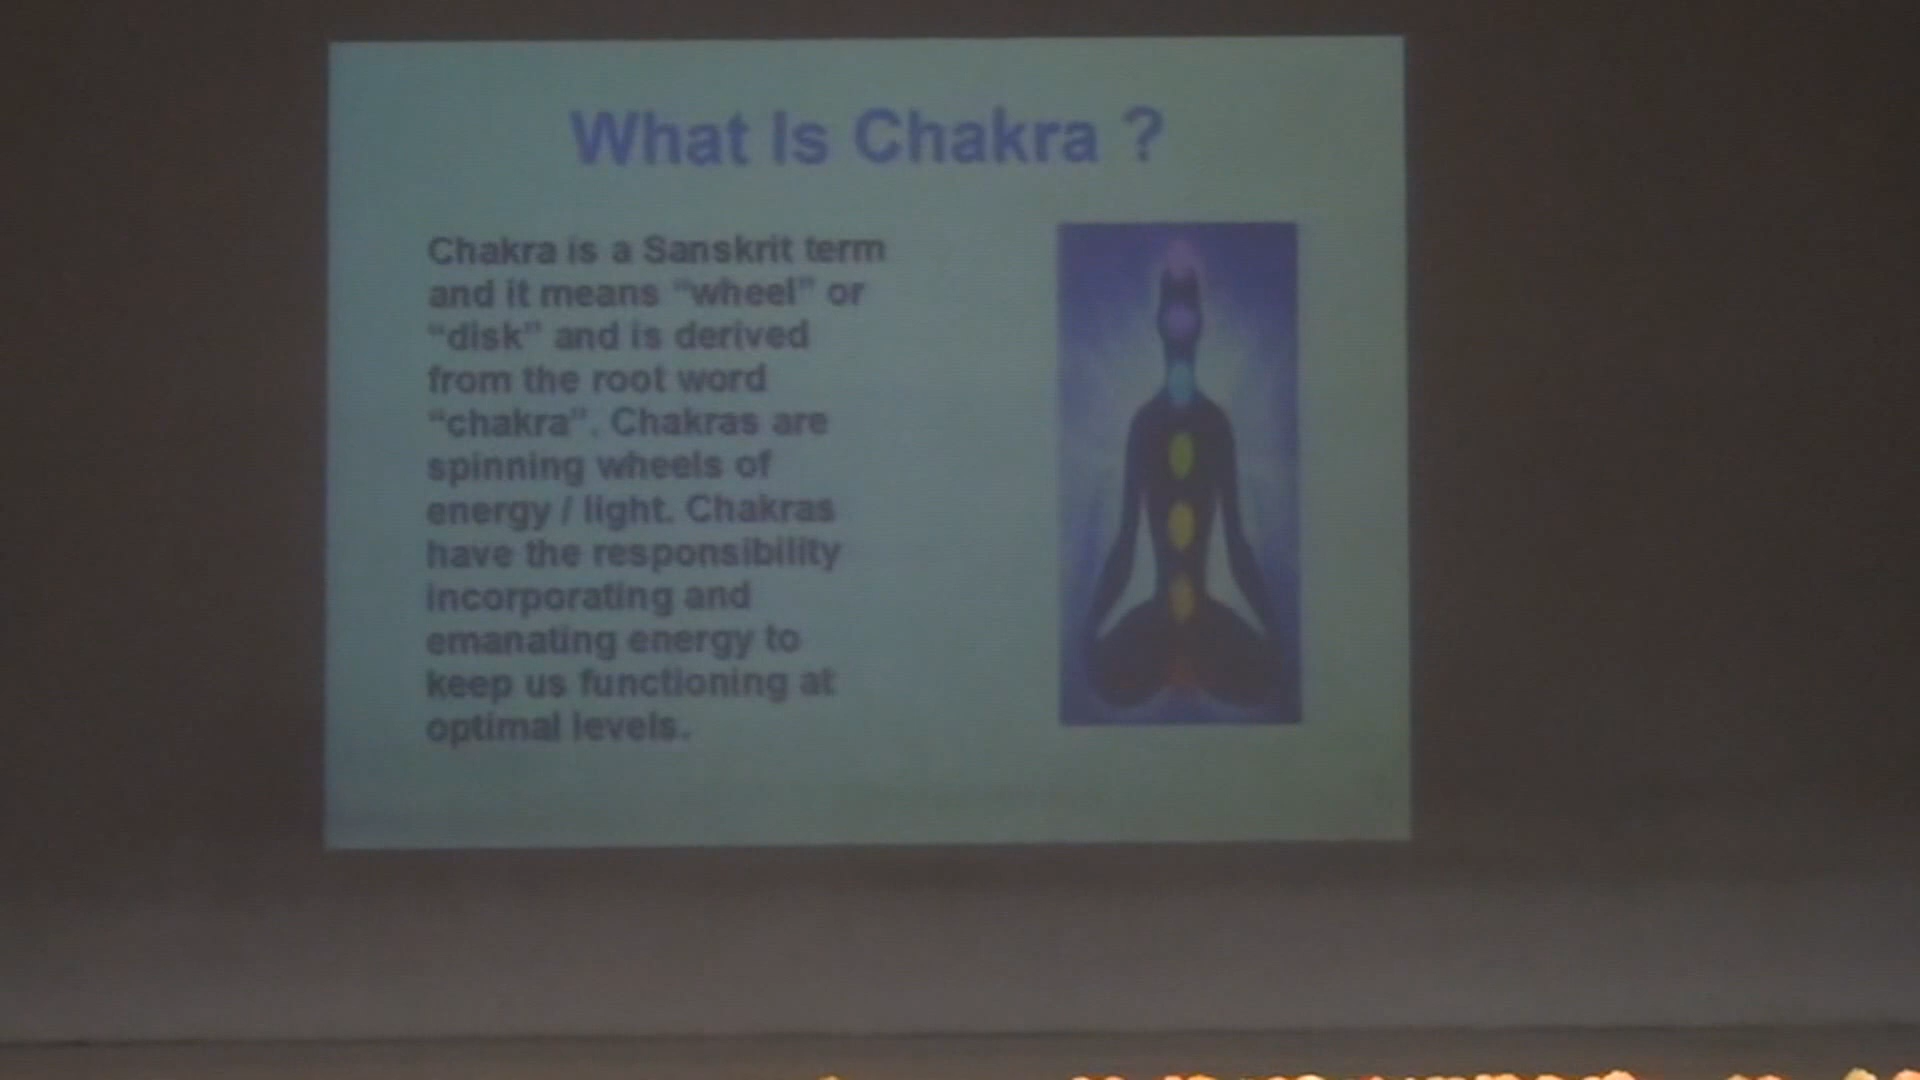 What Is Chakra ?
Chakra is a Sanskrit term
and it means “wheel” or
“disk” and is derived
from the root word
“chakra”. Chakras are
spinning wheels of
energy / light. Chakras
have the responsibility
incorporating and
emanating energy to
keep us functioning at
optimal levels.